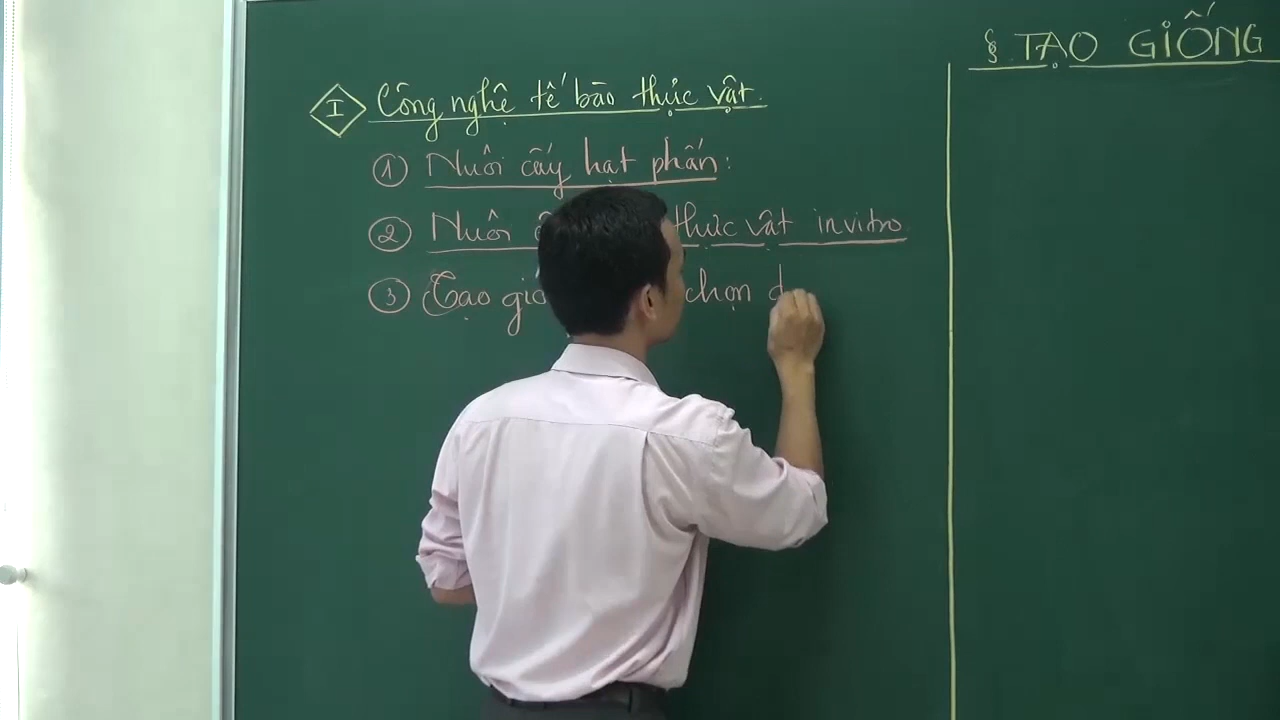 §. TẠO GIỐNG
I Công nghệ tế bào thực vật.
1 Nuôi cấy hạt phấn:
2 Nuôi thực vật invitro
3 Tạo chọn